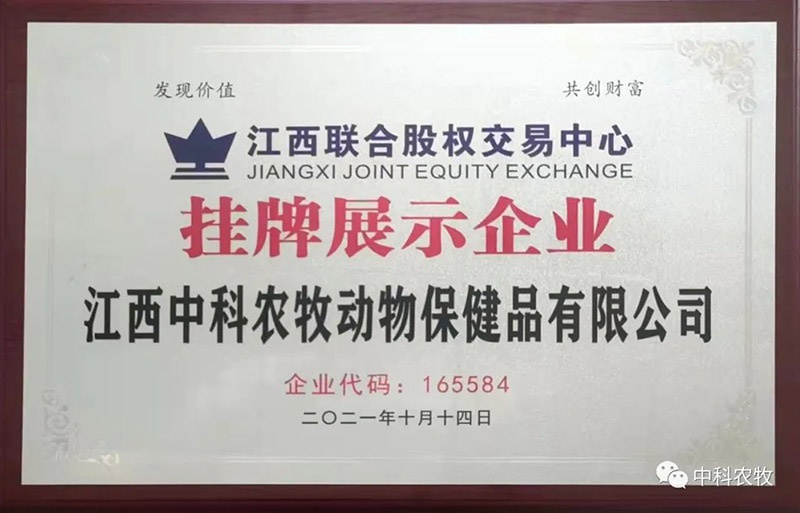 发现价值 共创财富
江西联合股权交易中心
JIANGXI JOINT EQUITY EXCHANGE
挂牌展示企业
江西中科农牧动物保健品有限公司
企业代码：165584
二〇二一年十月十四日
中科农牧